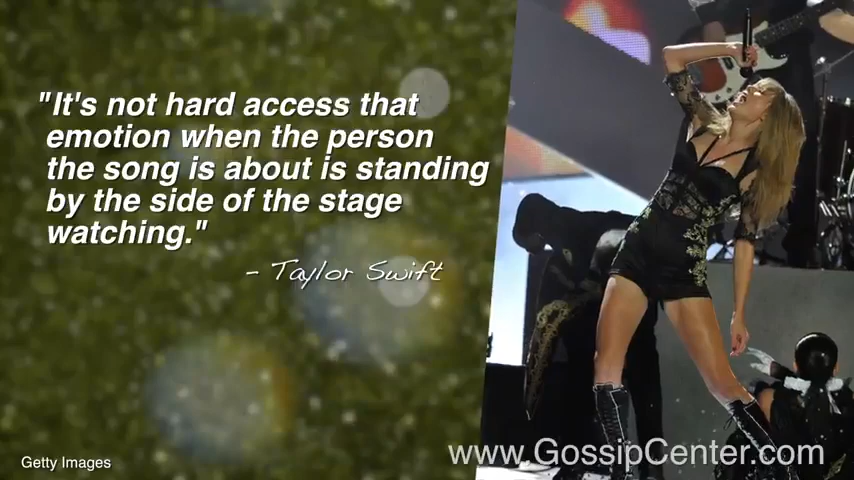 "It's not hard access that
emotion when the person
the song is about is standing
by the side of the stage
watching."
- Taylor Swift
www.GossipCenter.com
Getty Images